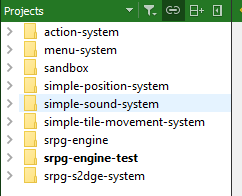 Projects
action-system
menu-system
sandbox
simple-position-system
simple-sound-system
simple-tile-movement-system
srpg-engine
srpg-engine-test
srpg-s2dge-system